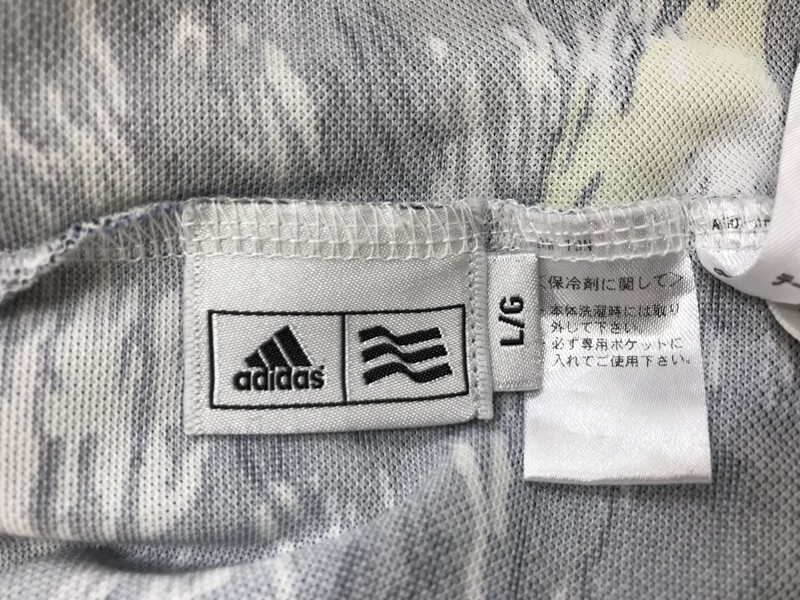 adidas
L/G
<保冷剤に関して>
・本体洗濯時には取り
外して下さい。
・必ず専用ポケットに
入れてご使用下さい。